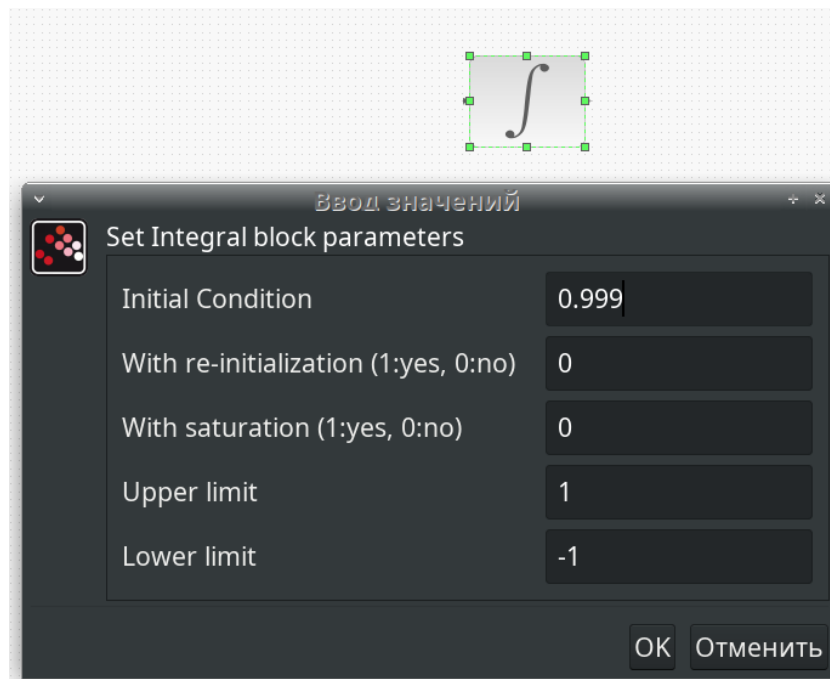 ∫
Ввод значений
Set Integral block parameters
Initial Condition 0.999
With re-initialization (1:yes, 0:no) 0
With saturation (1:yes, 0:no) 0
Upper limit 1
Lower limit -1
OK Отменить